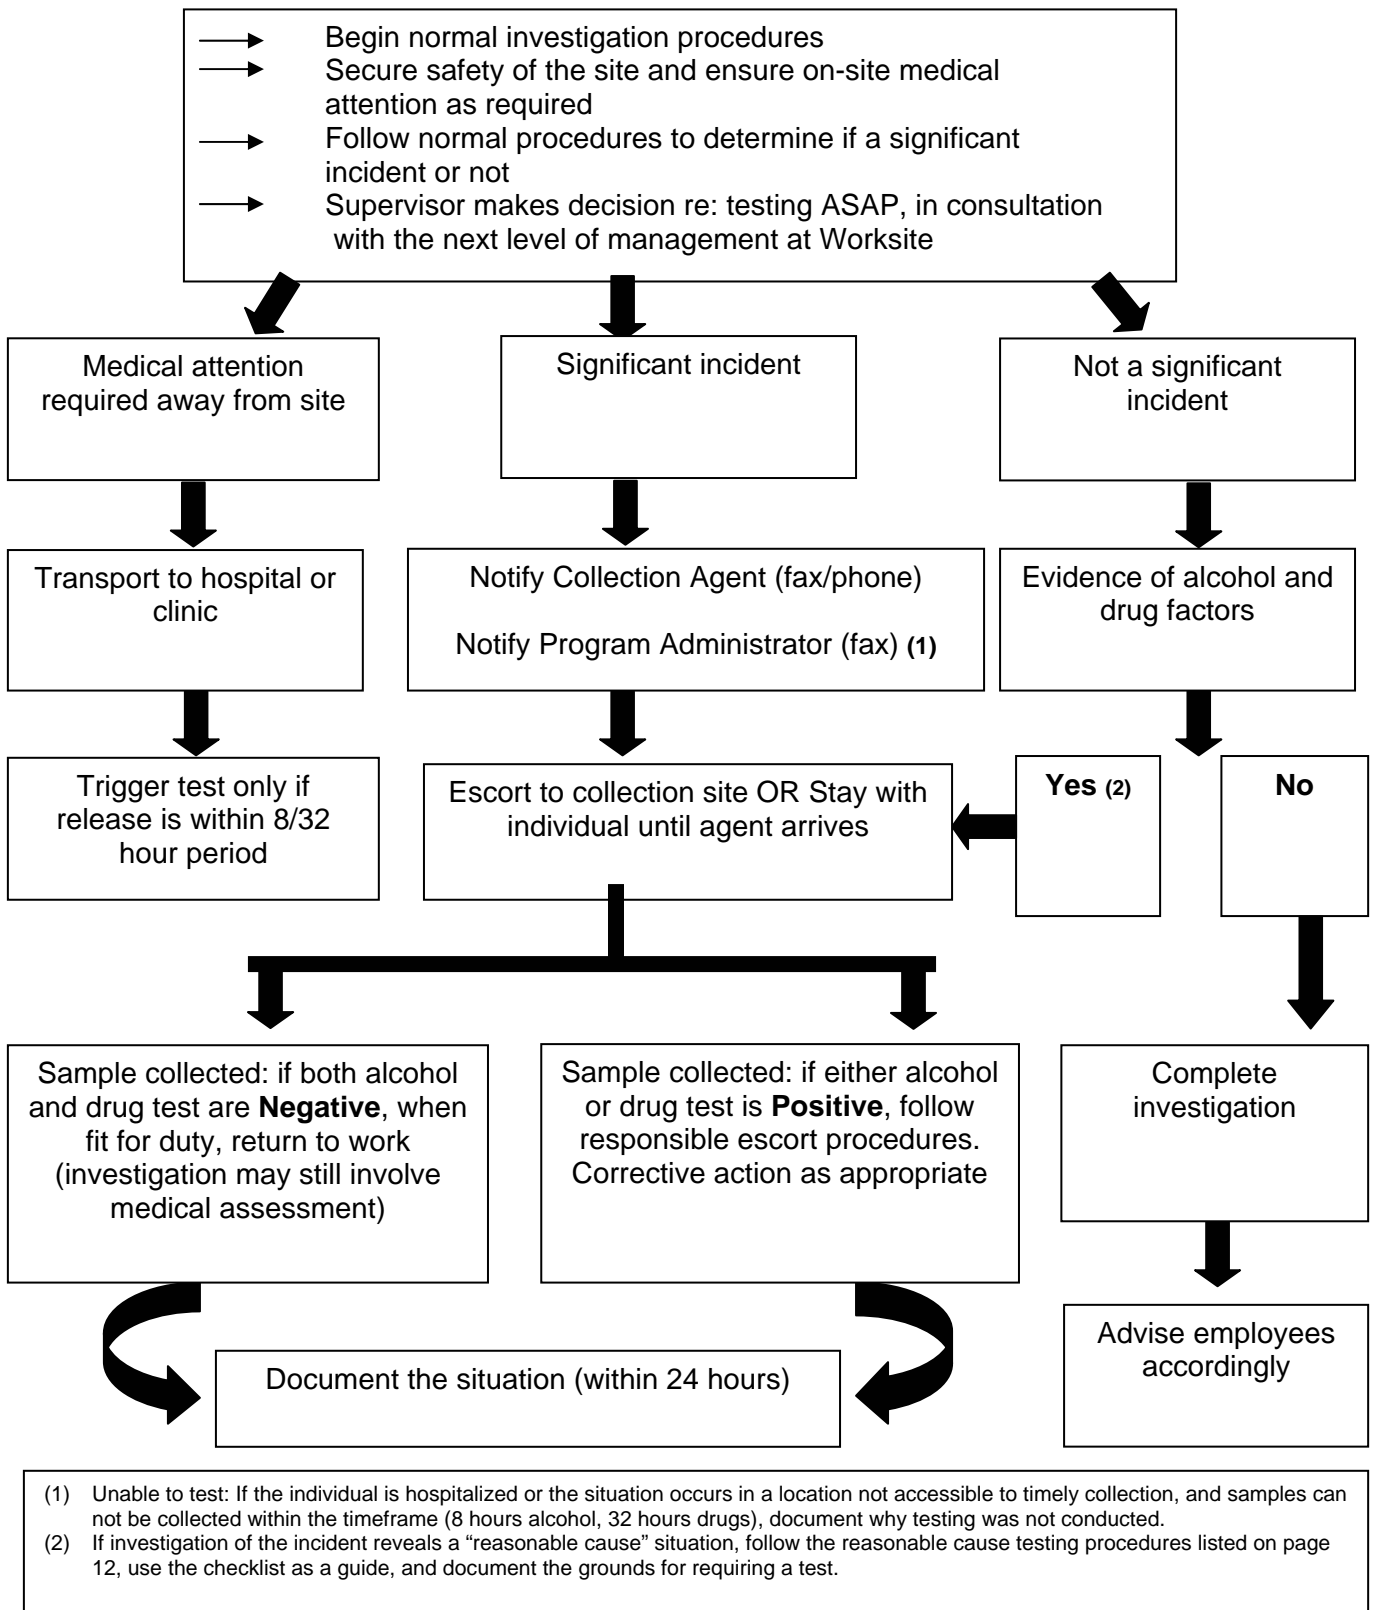 Begin normal investigation procedures
Secure safety of the site and ensure on-site medical
attention as required
Follow normal procedures to determine if a significant
incident or not
Supervisor makes decision re: testing ASAP, in consultation
with the next level of management at Worksite
Medical attention
required away from site
Significant incident
Not a significant
incident
Transport to hospital or
clinic
Notify Collection Agent (fax/phone)
Notify Program Administrator (fax) (1)
Evidence of alcohol and
drug factors
Trigger test only if
release is within 8/32
hour period
Escort to collection site OR Stay with
individual until agent arrives
Yes (2)
No
Sample collected: if both alcohol
and drug test are Negative, when
fit for duty, return to work
(investigation may still involve
medical assessment)
Sample collected: if either alcohol
or drug test is Positive, follow
responsible escort procedures.
Corrective action as appropriate
Complete
investigation
Document the situation (within 24 hours)
Advise employees
accordingly
(1) Unable to test: If the individual is hospitalized or the situation occurs in a location not accessible to timely collection, and samples can
not be collected within the timeframe (8 hours alcohol, 32 hours drugs), document why testing was not conducted.
(2) If investigation of the incident reveals a “reasonable cause” situation, follow the reasonable cause testing procedures listed on page
12, use the checklist as a guide, and document the grounds for requiring a test.